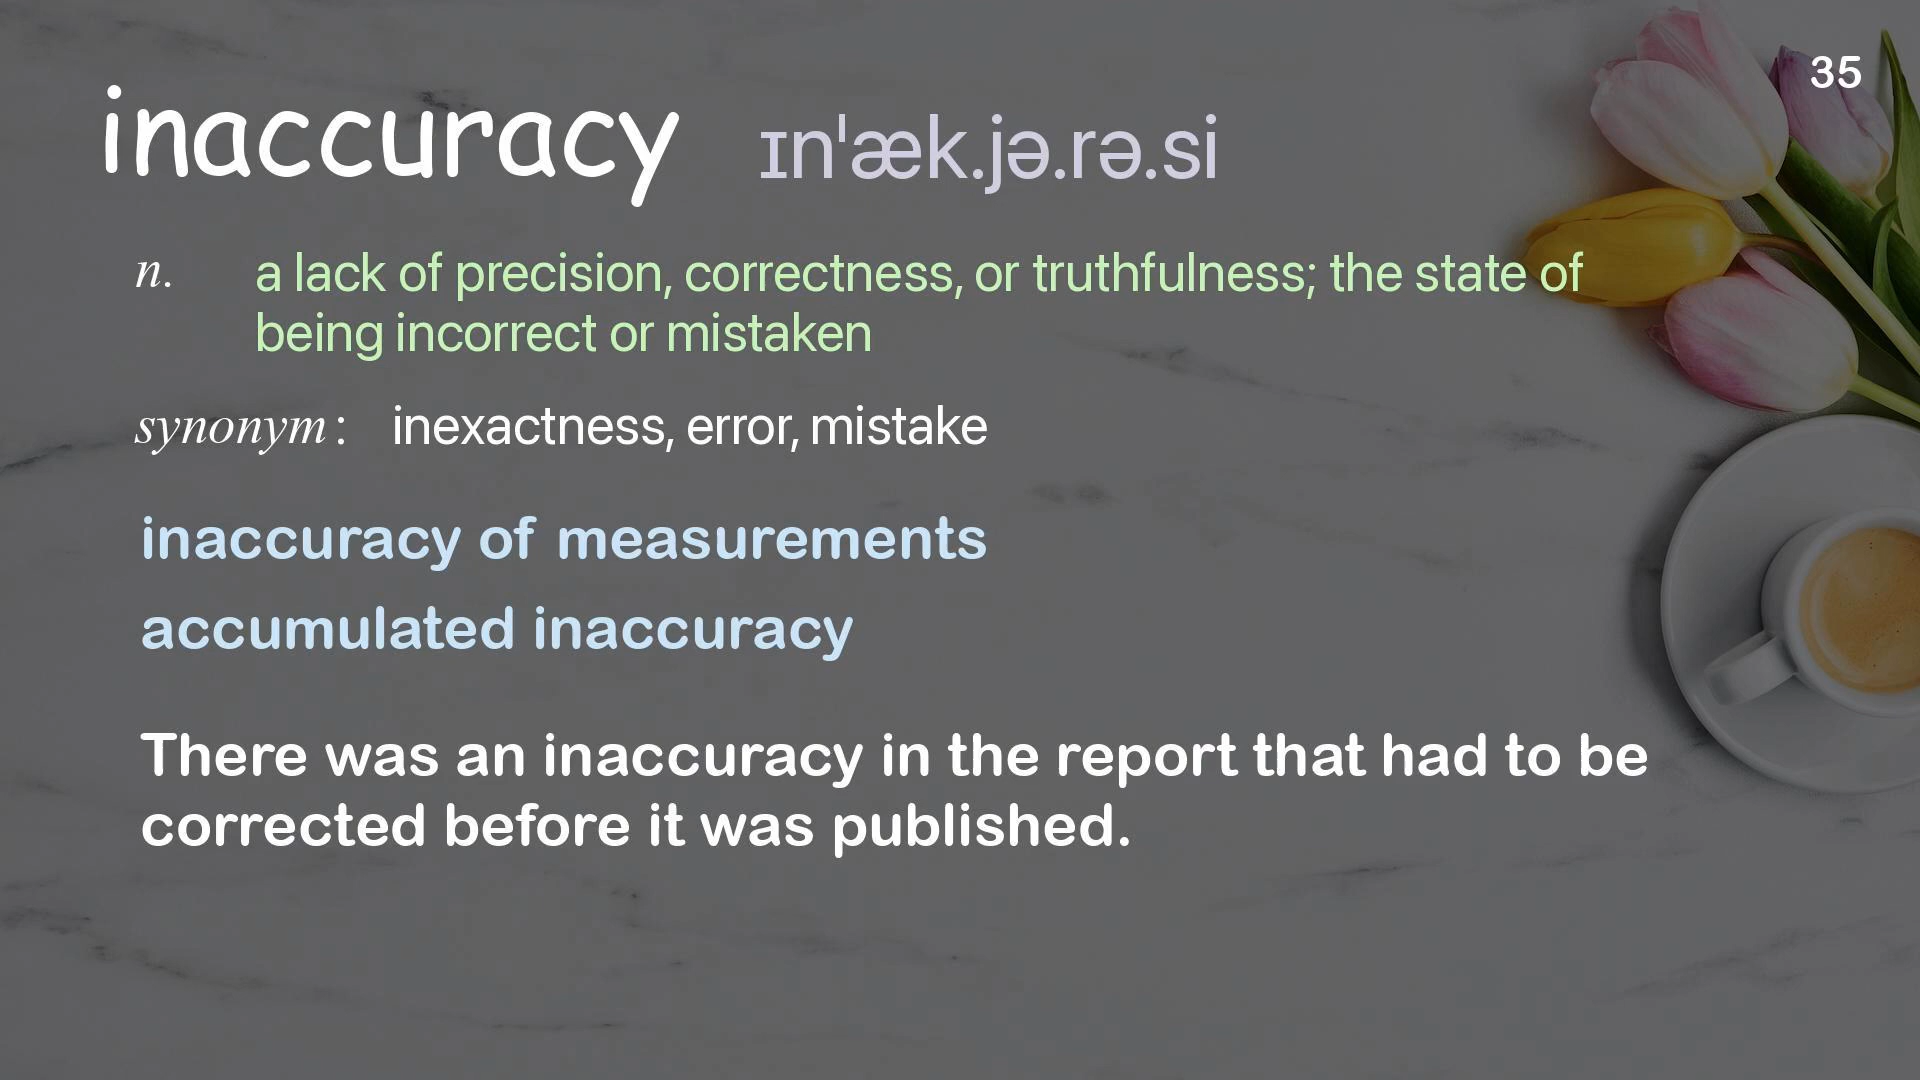 35
inaccuracy ɪnˈæk.jə.rə.si
n. a lack of precision, correctness, or truthfulness; the state of
being incorrect or mistaken
synonym : inexactness, error, mistake
inaccuracy of measurements
accumulated inaccuracy
There was an inaccuracy in the report that had to be
corrected before it was published.